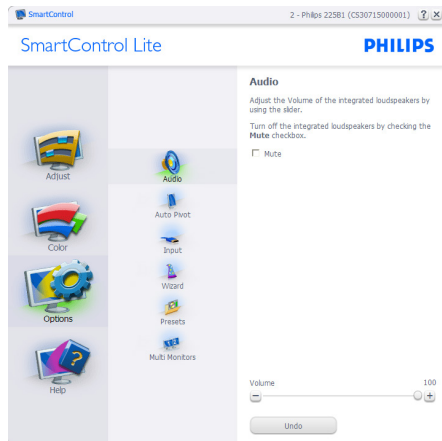 SmartControl
2 - Philips 225B1 (CS30715000001)
? X
SmartControl Lite
PHILIPS
Adjust
Color
Options
Help
Audio
Auto Pivot
Input
Wizard
Presets
Multi Monitors
Audio
Adjust the Volume of the integrated loudspeakers by
using the slider.
Turn off the integrated loudspeakers by checking the
Mute checkbox.
Mute
Volume 100
Undo